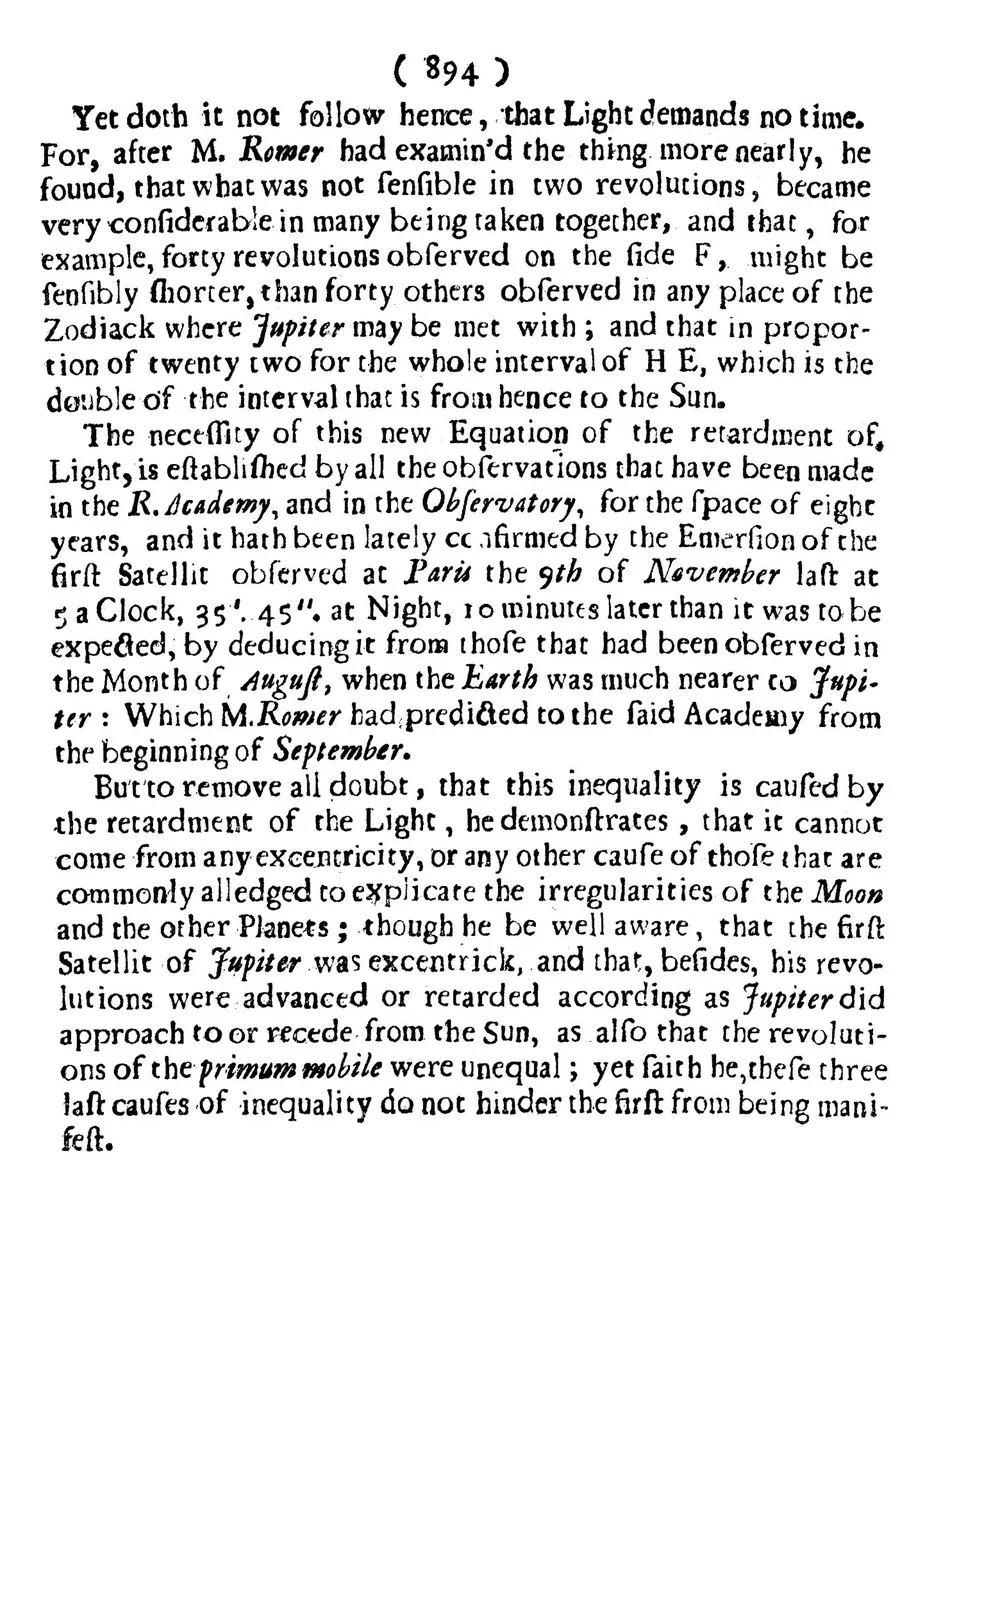 ( 894 )
Yet doth it not follow hence, that Light demands no time.
For, after M. Romer had examin'd the thing more nearly, he
found, that what was not ſenſible in two revolutions, became
very conſiderable in many being taken together, and that, for
example, forty revolutions obſerved on the ſide F, might be
ſenſibly ſhorter, than forty others obſerved in any place of the
Zodiack where Jupiter may be met with; and that in propor-
tion of twenty two for the whole interval of H E, which is the
double of the interval that is from hence to the Sun.
The neceſſity of this new Equation of the retardment of
Light, is eſtabliſhed by all the obſervations that have been made
in the R. Academy, and in the Obſervatory, for the ſpace of eight
years, and it hath been lately confirmed by the Emerſion of the
firſt Satellit obſerved at Paris the 9th of November laſt at
5 a Clock, 35'. 45''. at Night, 10 minutes later than it was to be
expected, by deducing it from thoſe that had been obſerved in
the Month of Auguſt, when the Earth was much nearer to Jupi-
ter : Which M. Romer had predicted to the ſaid Academy from
the beginning of September.
But to remove all doubt, that this inequality is cauſed by
the retardment of the Light, he demonſtrates, that it cannot
come from any excentricity, or any other cauſe of thoſe that are
commonly alledged to explicate the irregularities of the Moon
and the other Planets; though he be well aware, that the firſt
Satellit of Jupiter was excentrick, and that, beſides, his revo-
lutions were advanced or retarded according as Jupiter did
approach to or recede from the Sun, as alſo that the revoluti-
ons of the primum mobile were unequal; yet ſaith he, theſe three
laſt cauſes of inequality do not hinder the firſt from being mani-
feſt.